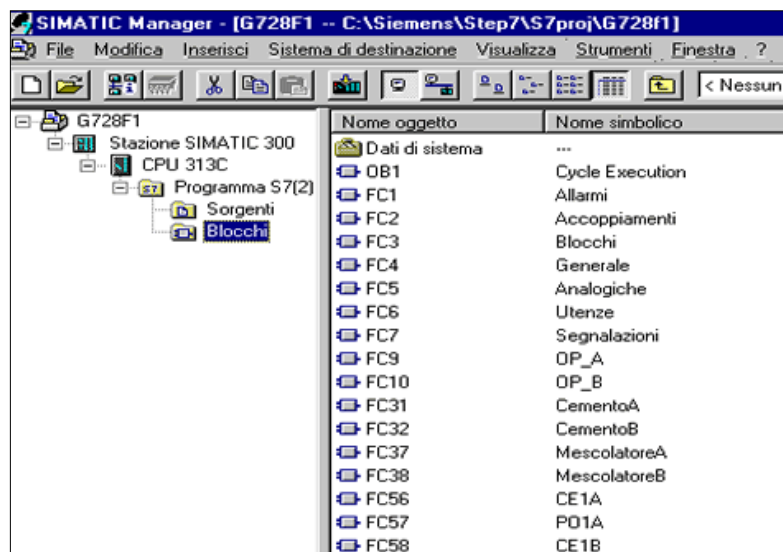 SIMATIC Manager - [G728F1 -- C:\Siemens\Step7\S7proj\G728f1]
File Modifica Inserisci Sistema di destinazione Visualizza Strumenti Finestra ?
< Nessun
G728F1
Stazione SIMATIC 300
CPU 313C
Programma S7(2)
Sorgenti
Blocchi
Nome oggetto Nome simbolico
Dati di sistema ---
OB1 Cycle Execution
FC1 Allarmi
FC2 Accoppiamenti
FC3 Blocchi
FC4 Generale
FC5 Analogiche
FC6 Utenze
FC7 Segnalazioni
FC9 OP_A
FC10 OP_B
FC31 CementoA
FC32 CementoB
FC37 MescolatoreA
FC38 MescolatoreB
FC56 CE1A
FC57 PO1A
FC58 CE1B